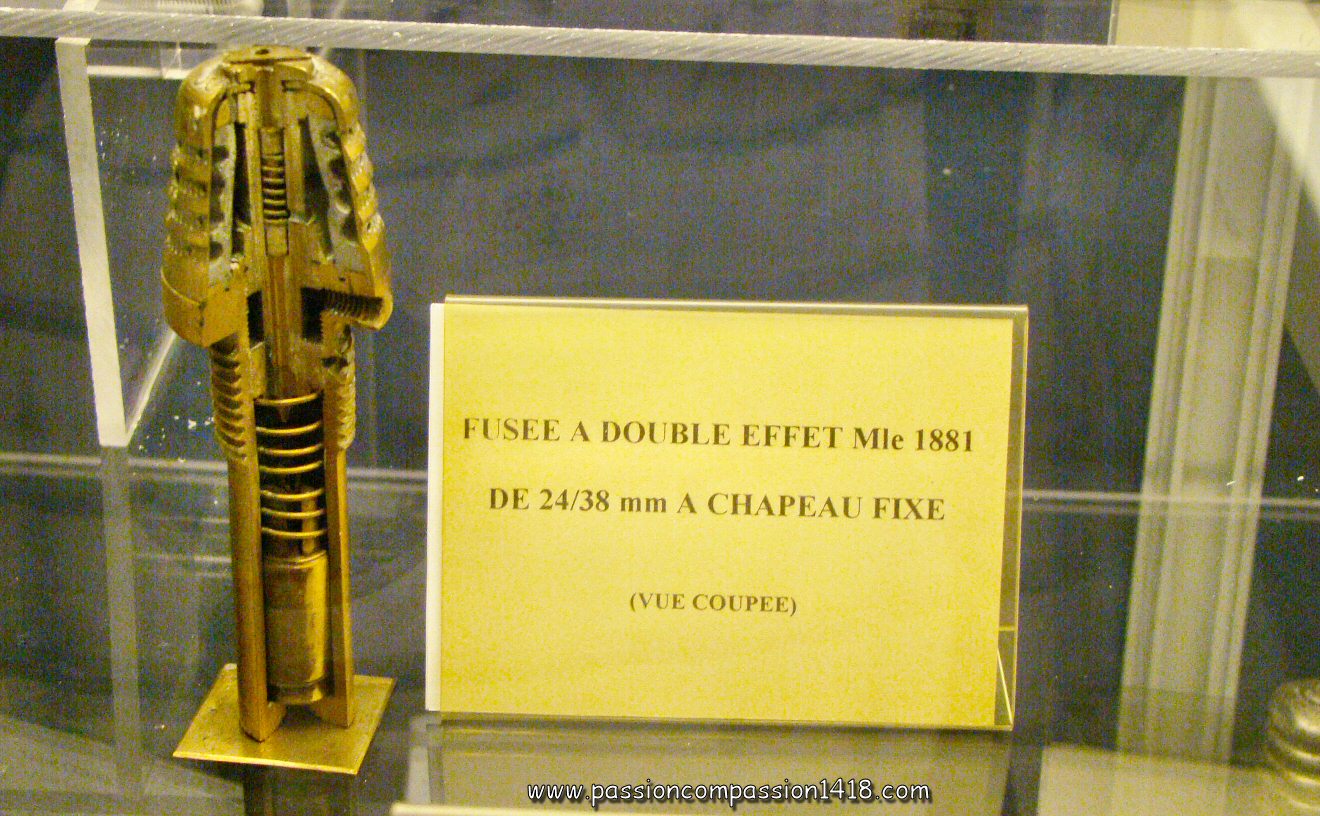 FUSEE A DOUBLE EFFET Mle 1881
DE 24/38 mm A CHAPEAU FIXE
(VUE COUPEE)
www.passioncompassion1418.com